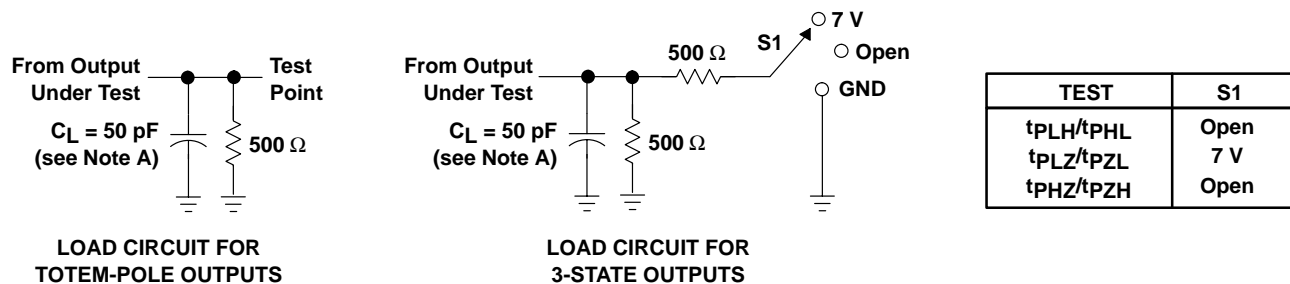 From Output
Under Test
Test
Point
CL = 50 pF
(see Note A)
500 Ω
LOAD CIRCUIT FOR
TOTEM-POLE OUTPUTS
From Output
Under Test
500 Ω
S1
7 V
Open
GND
CL = 50 pF
(see Note A)
500 Ω
LOAD CIRCUIT FOR
3-STATE OUTPUTS
TEST S1
tPLH/tPHL Open
tPLZ/tPZL 7 V
tPHZ/tPZH Open